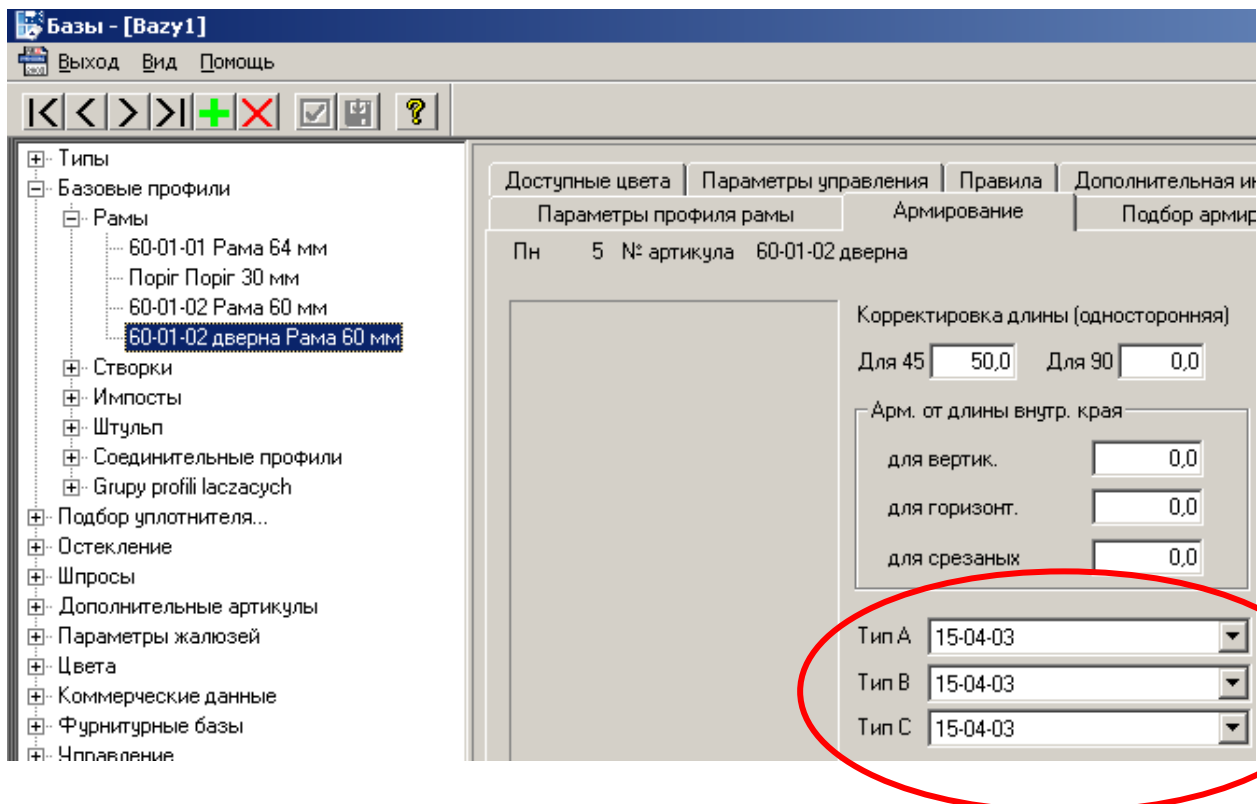 Базы - [Bazy1]
Выход Вид Помощь
Типы
Базовые профили
Рамы
60-01-01 Рама 64 мм
Поріг Поріг 30 мм
60-01-02 Рама 60 мм
60-01-02 дверна Рама 60 мм
Створки
Импосты
Штульп
Соединительные профили
Grupy profili laczacych
Подбор уплотнителя...
Остекление
Шпросы
Дополнительные артикулы
Параметры жалюзей
Цвета
Коммерческие данные
Фурнитурные базы
Управление
Доступные цвета Параметры управления Правила Дополнительная ин
Параметры профиля рамы Армирование Подбор армир
Пн 5 № артикула 60-01-02 дверна
Корректировка длины (односторонняя)
Для 45 50,0 Для 90 0,0
Арм. от длины внутр. края
для вертик. 0,0
для горизонт. 0,0
для срезаных 0,0
Тип A 15-04-03
Тип B 15-04-03
Тип C 15-04-03